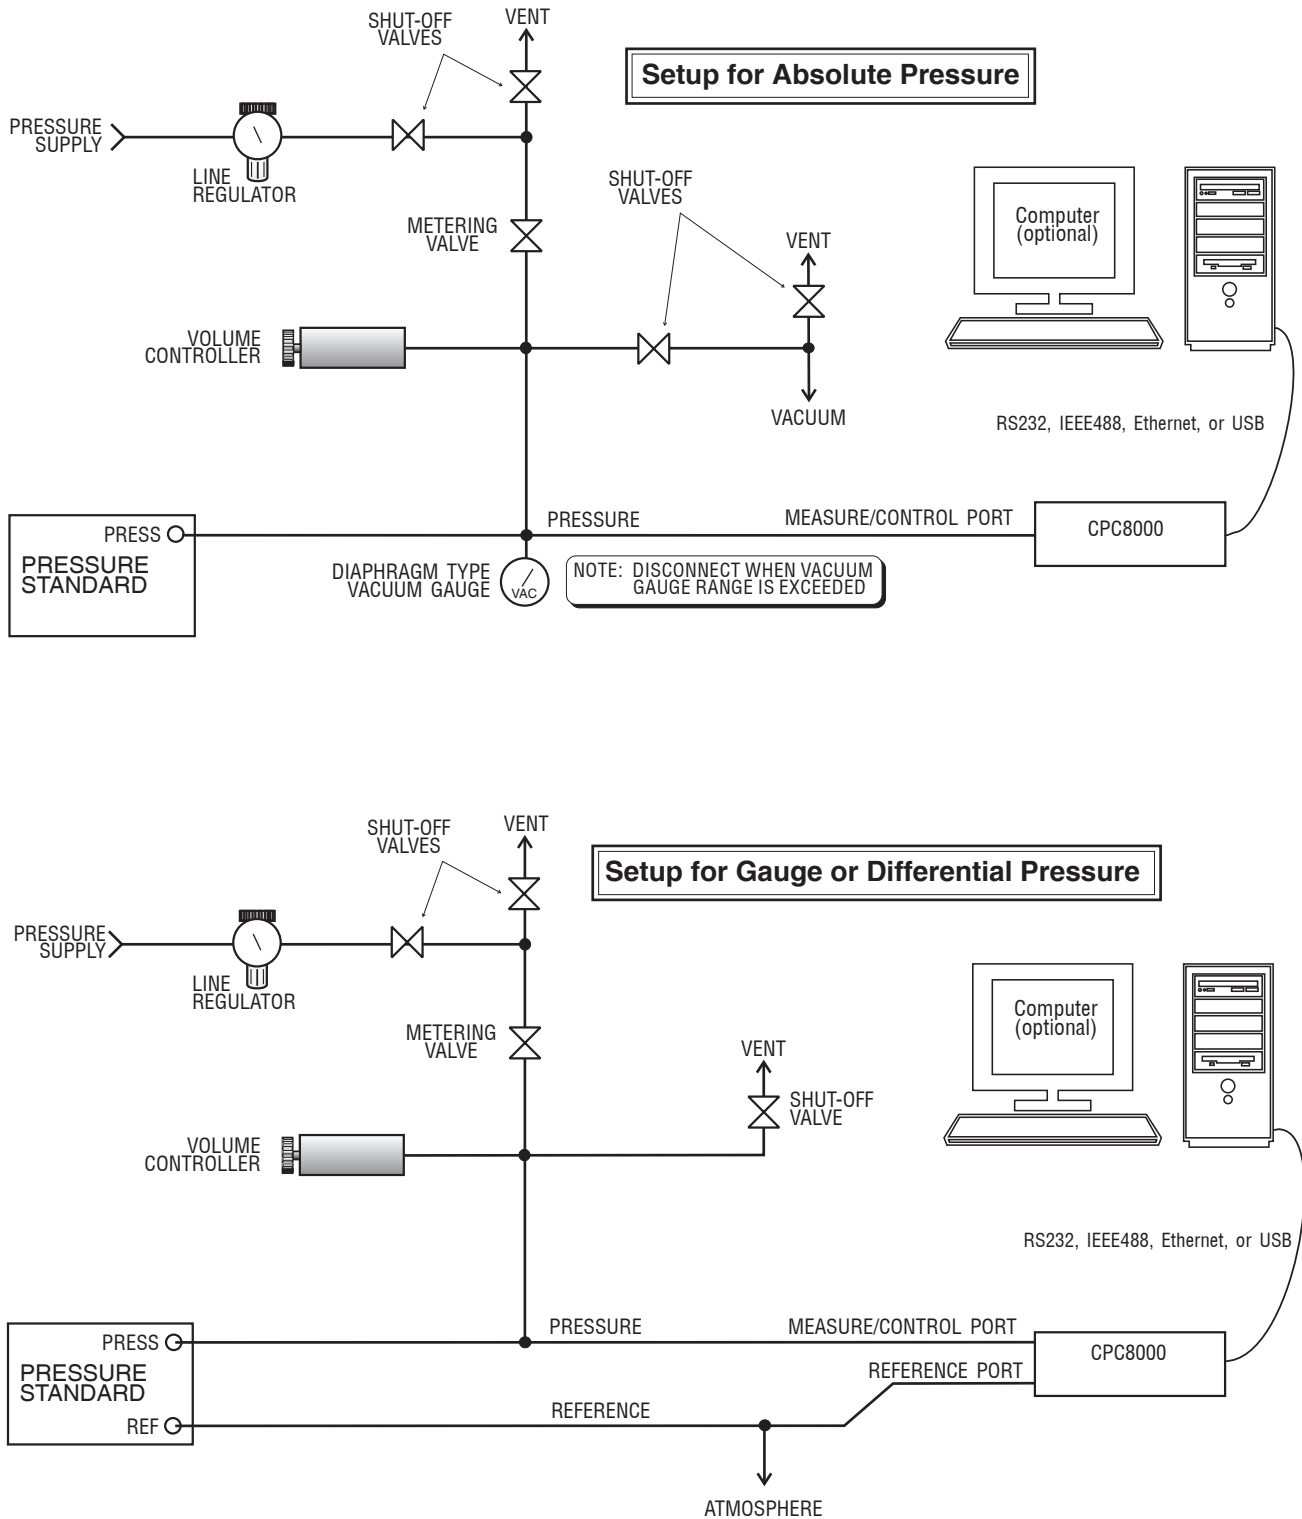 SHUT-OFF
VALVES
VENT
Setup for Absolute Pressure
PRESSURE
SUPPLY
LINE
REGULATOR
METERING
VALVE
SHUT-OFF
VALVES
VENT
Computer
(optional)
VOLUME
CONTROLLER
VACUUM
RS232, IEEE488, Ethernet, or USB
PRESS
PRESSURE
STANDARD
PRESSURE
MEASURE/CONTROL PORT
CPC8000
DIAPHRAGM TYPE
VACUUM GAUGE
VAC
NOTE: DISCONNECT WHEN VACUUM
GAUGE RANGE IS EXCEEDED
SHUT-OFF
VALVES
VENT
Setup for Gauge or Differential Pressure
PRESSURE
SUPPLY
LINE
REGULATOR
METERING
VALVE
VENT
SHUT-OFF
VALVE
Computer
(optional)
VOLUME
CONTROLLER
RS232, IEEE488, Ethernet, or USB
PRESS
PRESSURE
STANDARD
REF
PRESSURE
MEASURE/CONTROL PORT
CPC8000
REFERENCE PORT
REFERENCE
ATMOSPHERE